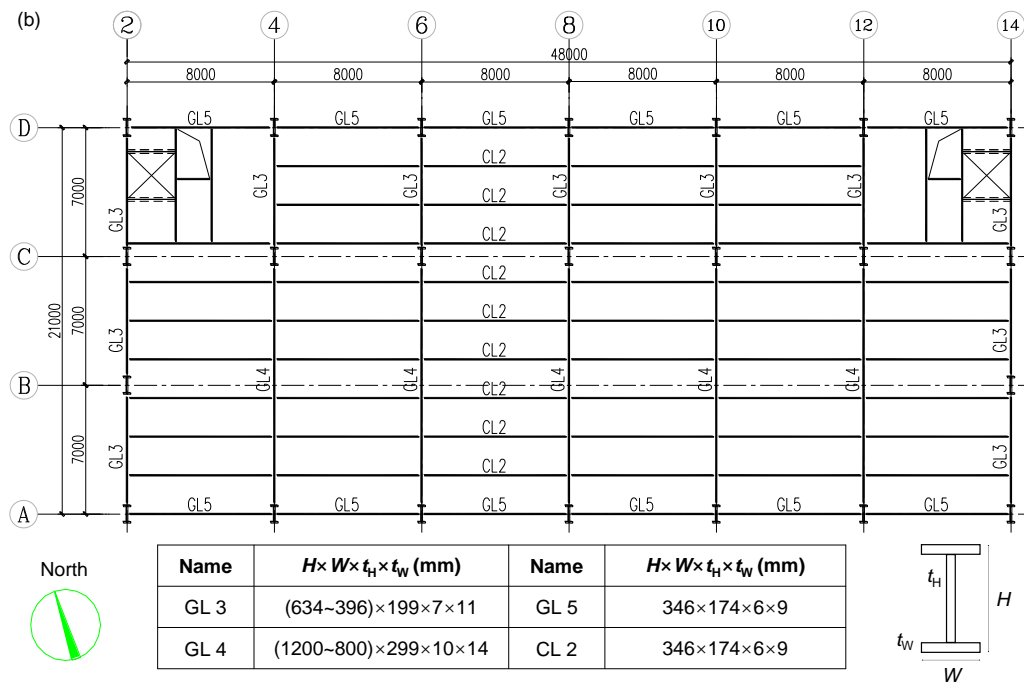 (b)
2 4 6 8 10 12 14
48000
8000 8000 8000 8000 8000 8000
D
GL5 GL5 GL5 GL5 GL5 GL5
CL2
7000
GL3 GL3 GL3 GL3 GL3
CL2
GL3 GL3
CL2
C
CL2
21000
7000
CL2
GL3 GL3
CL2
GL4 GL4 GL4 GL4 GL4
B
CL2
7000
CL2
GL3 GL3
CL2
GL5 GL5 GL5 GL5 GL5 GL5
A
North
Name H× W× tH× tW (mm) Name H× W× tH× tW (mm)
GL 3 (634~396)×199×7×11 GL 5 346×174×6×9
GL 4 (1200~800)×299×10×14 CL 2 346×174×6×9
tH
H
tW
W